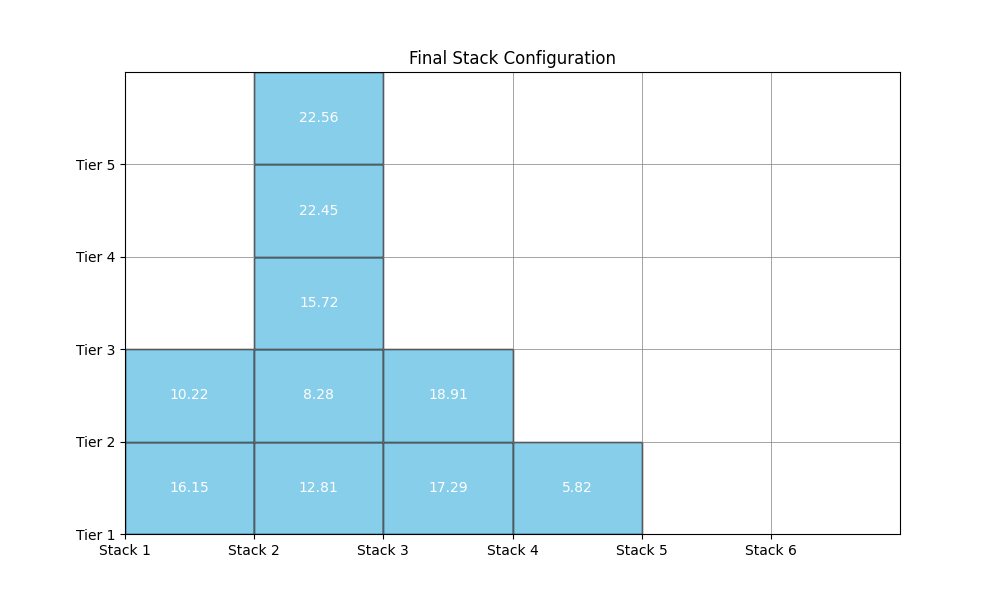 Final Stack Configuration
22.56
Tier 5
22.45
Tier 4
15.72
Tier 3
10.22 8.28 18.91
Tier 2
16.15 12.81 17.29 5.82
Tier 1
Stack 1 Stack 2 Stack 3 Stack 4 Stack 5 Stack 6